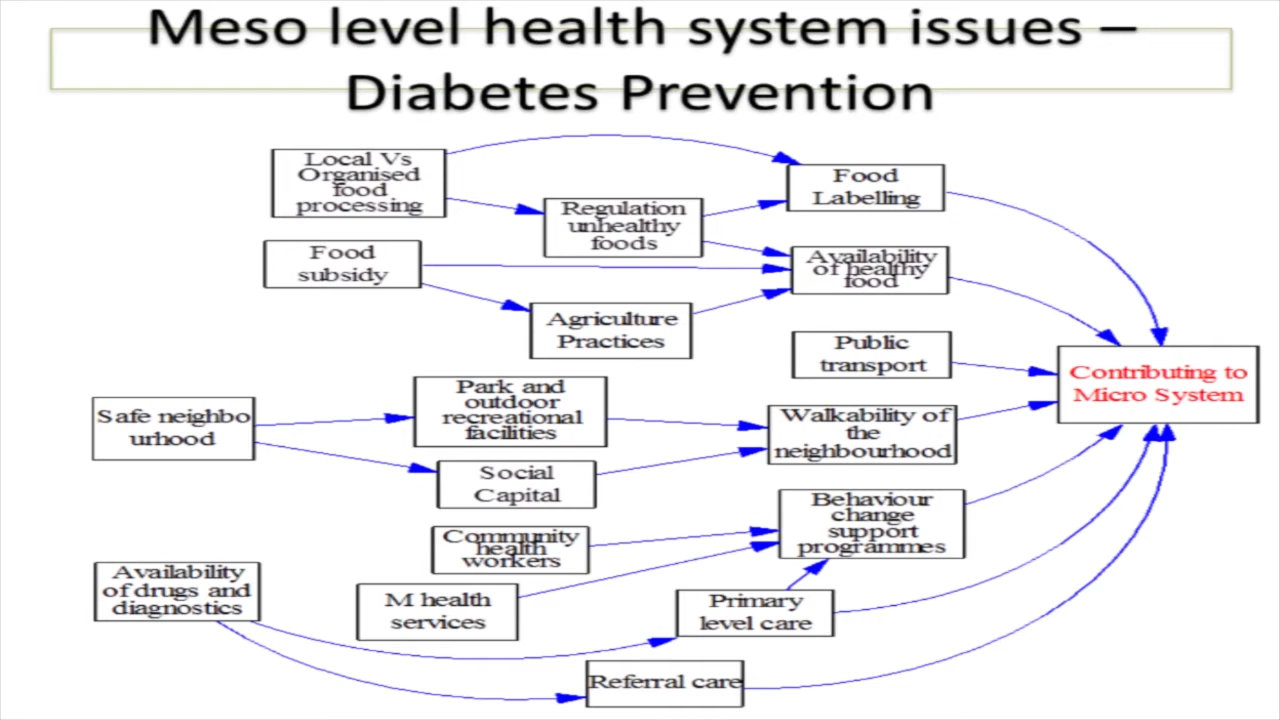 Meso level health system issues –
Diabetes Prevention
Local Vs
Organised
food
processing
Food
Labelling
Regulation
unhealthy
foods
Food
subsidy
Availability
of healthy
food
Agriculture
Practices
Public
transport
Contributing to
Micro System
Park and
outdoor
recreational
facilities
Safe neighbo
urhood
Walkability of
the
neighbourhood
Social
Capital
Behaviour
change
support
programmes
Community
health
workers
Availability
of drugs and
diagnostics
M health
services
Primary
level care
Referral care